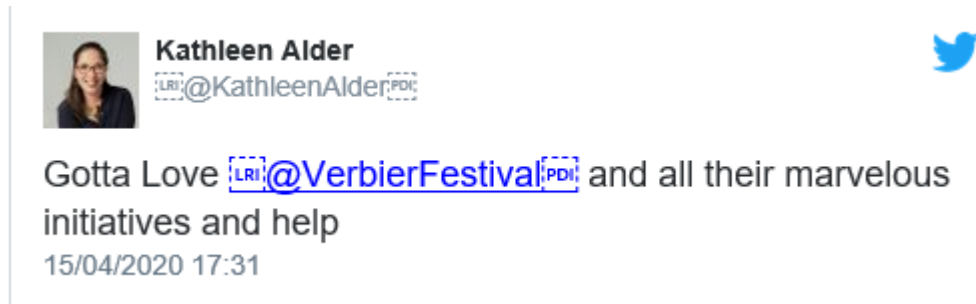 Kathleen Alder
@KathleenAlder
Gotta Love @VerbierFestival and all their marvelous
initiatives and help
15/04/2020 17:31